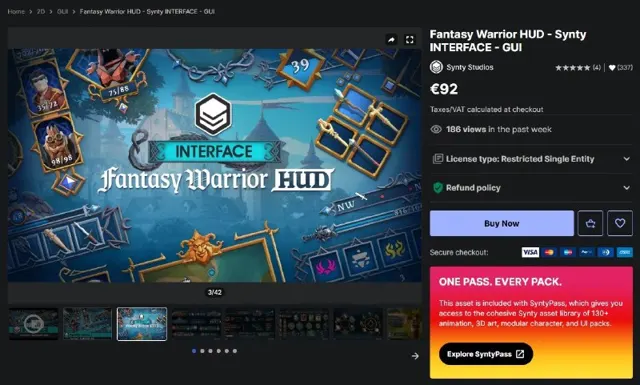 Home > 2D > GUI > Fantasy Warrior HUD - Synty INTERFACE - GUI
Fantasy Warrior HUD - Synty
INTERFACE - GUI
Synty Studios
(4) | (337)
€92
Taxes/VAT calculated at checkout
186 views in the past week
License type: Restricted Single Entity
Refund policy
Buy Now
Secure checkout:
VISA
ONE PASS. EVERY PACK.
This asset is included with SyntyPass, which gives you
access to the cohesive Synty asset library of 130+
animation, 3D art, modular character, and UI packs.
Explore SyntyPass
75/88
39
98/98
INTERFACE
Fantasy Warrior HUD
NW
3/42